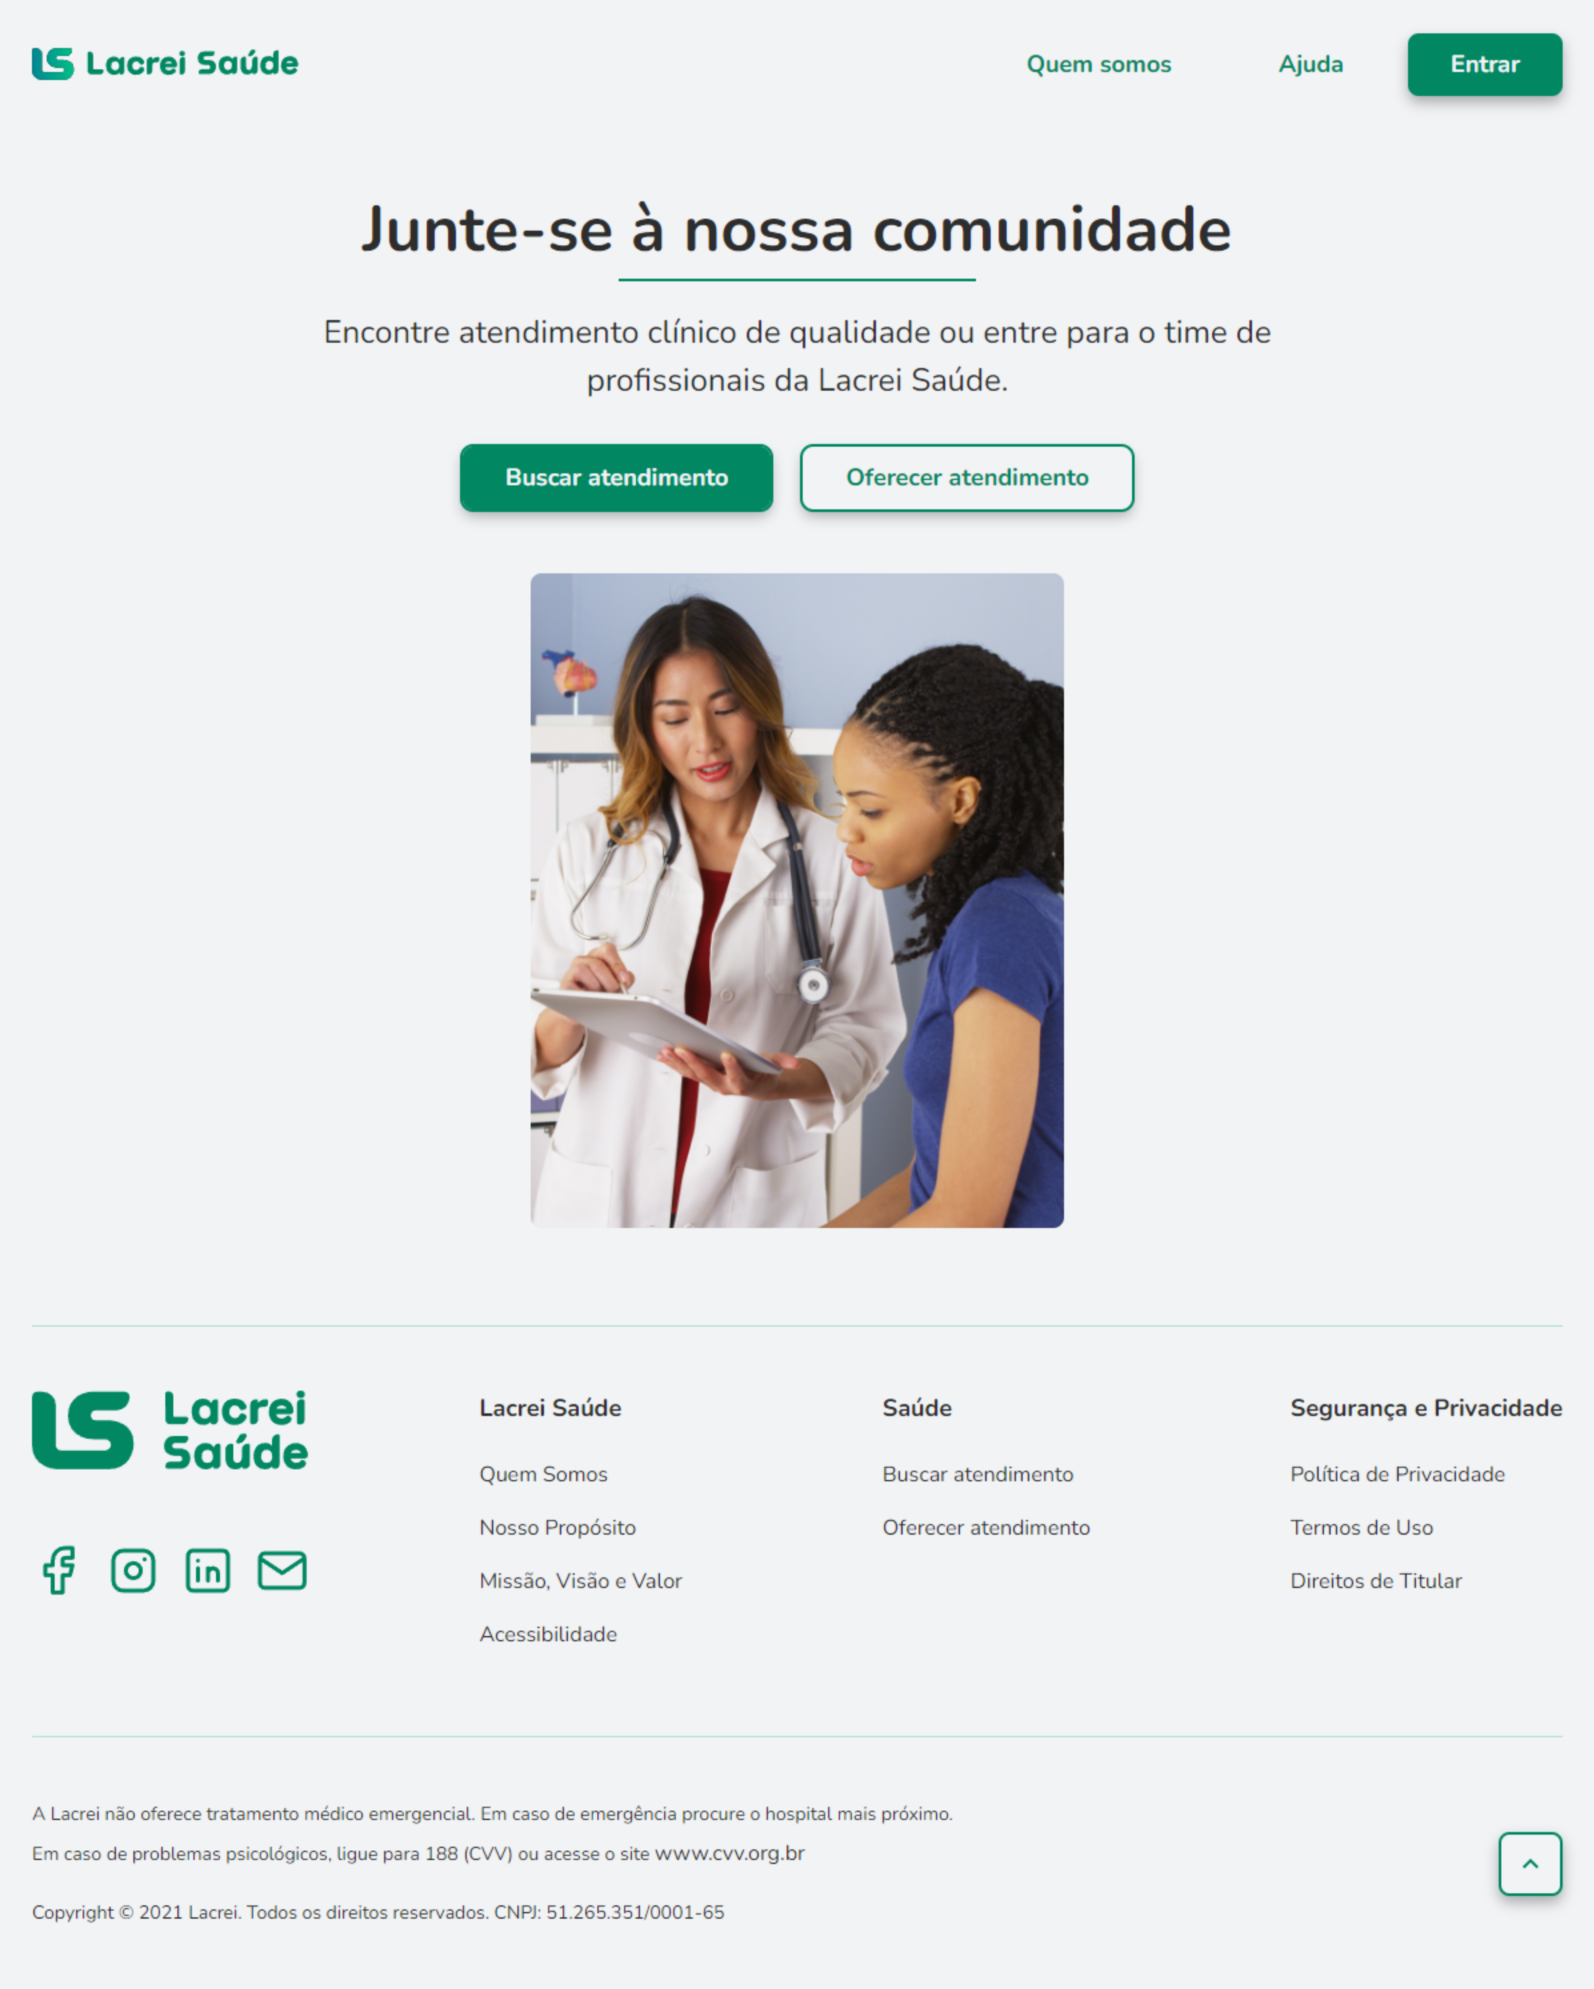 LS Lacrei Saúde
Quem somos
Ajuda
Entrar
Junte-se à nossa comunidade
Encontre atendimento clínico de qualidade ou entre para o time de
profissionais da Lacrei Saúde.
Buscar atendimento
Oferecer atendimento
LS Lacrei
Saúde
in
Lacrei Saúde
Quem Somos
Nosso Propósito
Missão, Visão e Valor
Acessibilidade
Saúde
Buscar atendimento
Oferecer atendimento
Segurança e Privacidade
Política de Privacidade
Termos de Uso
Direitos de Titular
A Lacrei não oferece tratamento médico emergencial. Em caso de emergência procure o hospital mais próximo.
Em caso de problemas psicológicos, ligue para 188 (CVV) ou acesse o site www.cvv.org.br
Copyright © 2021 Lacrei. Todos os direitos reservados. CNPJ: 51.265.351/0001-65